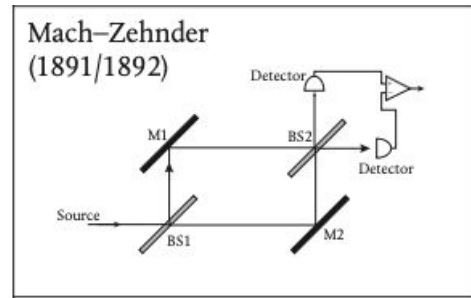 Mach–Zehnder
(1891/1892)
Detector
M1
BS2
Detector
Source
BS1
M2